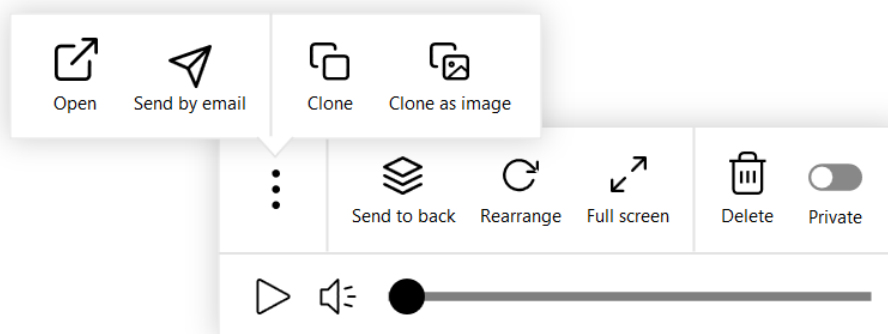 Open
Send by email
Clone
Clone as image
Send to back
Rearrange
Full screen
Delete
Private